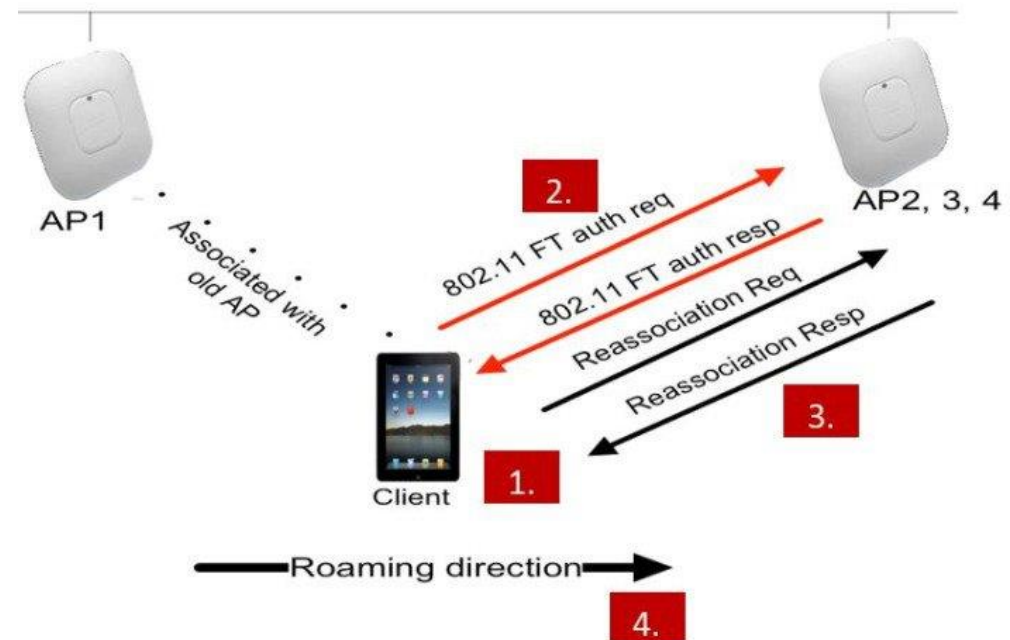 AP1
AP2, 3, 4
Associated with
old AP
2.
802.11 FT auth req
802.11 FT auth resp
Reassociation Req
Reassociation Resp
3.
Client
1.
Roaming direction
4.